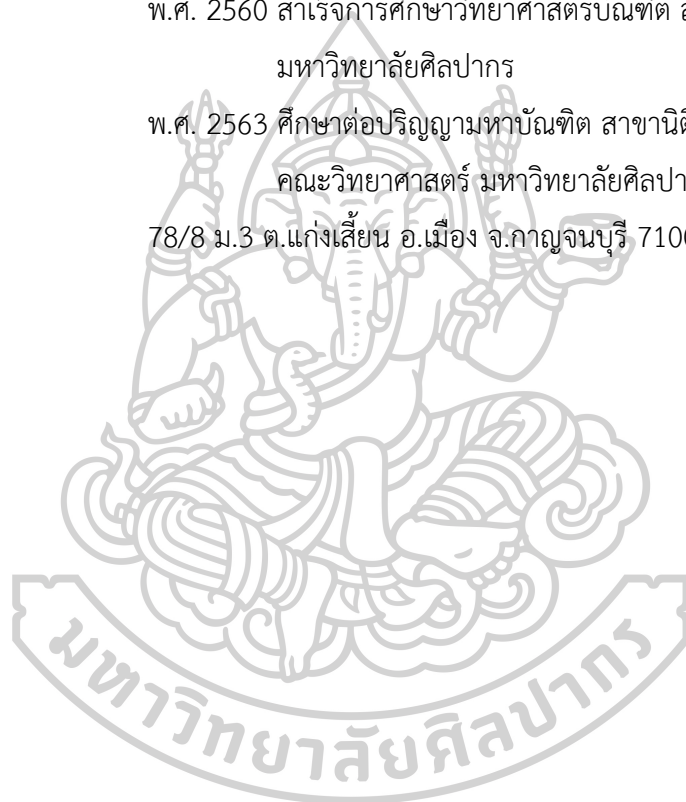 พ.ศ. 2560 สำเร็จการศึกษาวิทยาศาสตรบัณฑิต
มหาวิทยาลัยศิลปากร
พ.ศ. 2563 ศึกษาต่อปริญญามหาบัณฑิต สาขานิติ
คณะวิทยาศาสตร์ มหาวิทยาลัยศิลปา
78/8 ม.3 ต.แก่งเสี้ยน อ.เมือง จ.กาญจนบุรี 710
มหาวิทยาลัยศิลปากร